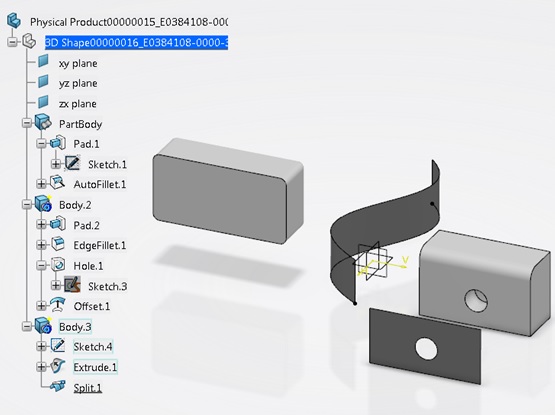 Physical Product00000015_E0384108-00(
3D Shape00000016_E0384108-0000-3
xy plane
yz plane
zx plane
PartBody
Pad.1
Sketch.1
AutoFillet.1
Body.2
Pad.2
EdgeFillet.1
Hole.1
Sketch.3
Offset.1
Body.3
Sketch.4
Extrude.1
Split.1
V